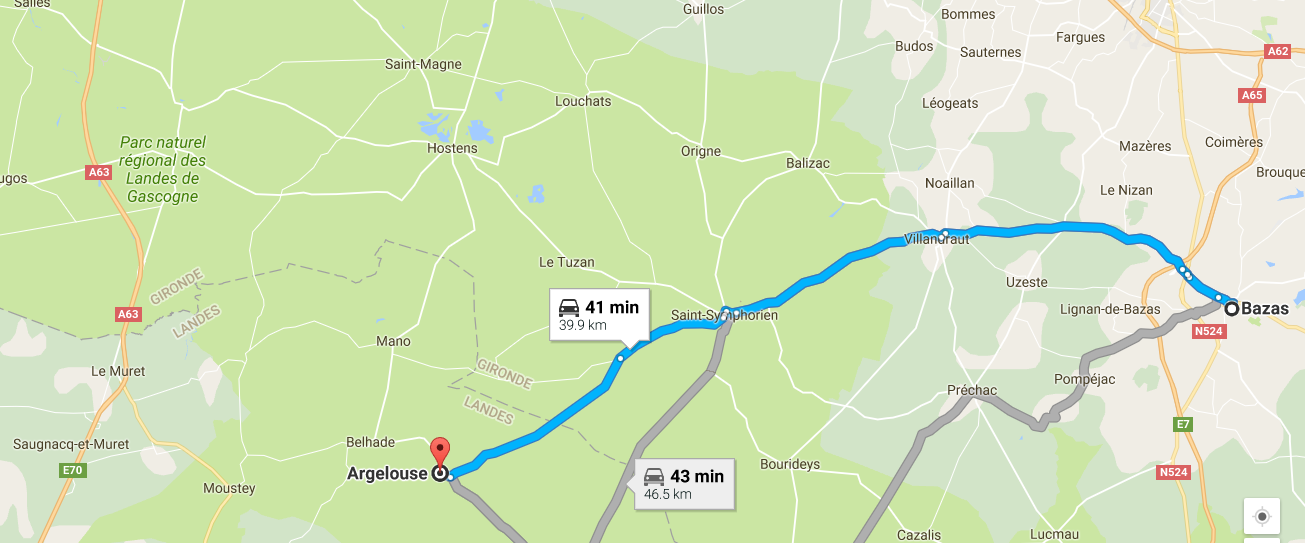 Salles
Guillos
Bommes
Fargues
Budos
Sauternes
A62
Saint-Magne
A65
Louchats
Léogeats
Parc naturel
régional des
Landes de
Gascogne
Hostens
Origne
Mazères
Coimères
Balizac
A63
ugos
Brouque
Noaillan
Le Nizan
Villandraut
Le Tuzan
GIRONDE
LANDES
Uzeste
41 min
39.9 km
A63
Saint-Symphorien
Lignan-de-Bazas
Bazas
N524
Mano
Le Muret
GIRONDE
LANDES
Préchac
Pompéjac
E7
Saugnacq-et-Muret
Belhade
E70
Argelouse
43 min
46.5 km
Bourideys
N524
Moustey
Cazalis
Lucmau